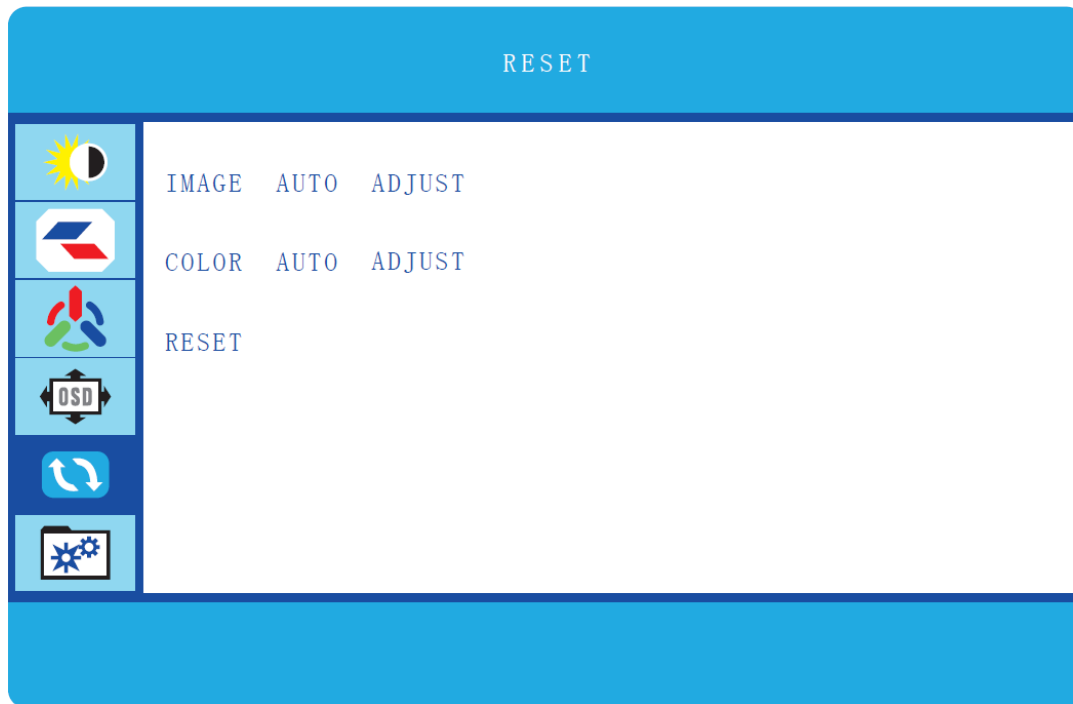 RESET
IMAGE AUTO ADJUST
COLOR AUTO ADJUST
RESET
OSD